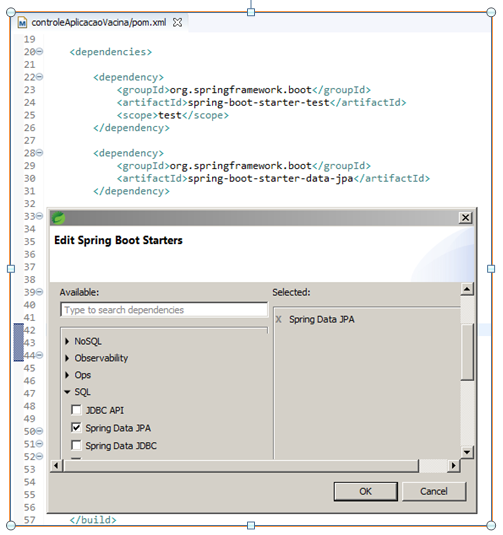 controleAplicacaoVacina/pom.xml
19
20 <dependencies>
21
22 <dependency>
23 <groupId>org.springframework.boot</groupId>
24 <artifactId>spring-boot-starter-test</artifactId>
25 <scope>test</scope>
26 </dependency>
27
28 <dependency>
29 <groupId>org.springframework.boot</groupId>
30 <artifactId>spring-boot-starter-data-jpa</artifactId>
31 </dependency>
32
33
34
35
36
37
38
39
40
41
42
43
44
45
46
47
48
49
50
51
52
53
54
55
56
57 </build>
Edit Spring Boot Starters
Available:
Type to search dependencies
NoSQL
Observability
Ops
SQL
JDBC API
Spring Data JPA
Spring Data JDBC
Selected:
X Spring Data JPA
OK
Cancel